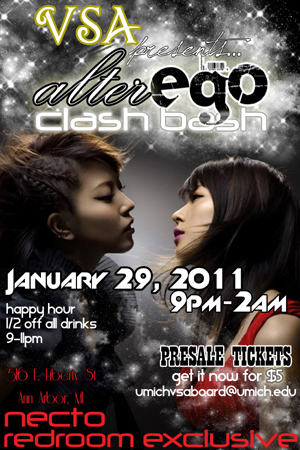 VSA
presents...
alter ego
clash bash
January 29, 2011
9pm-2am
happy hour
1/2 off all drinks
9-11pm
PRESALE TICKETS
get it now for $5
umichvsaboard@umich.edu
516 E. Liberty St
Ann Arbor, MI
necto
redroom exclusive